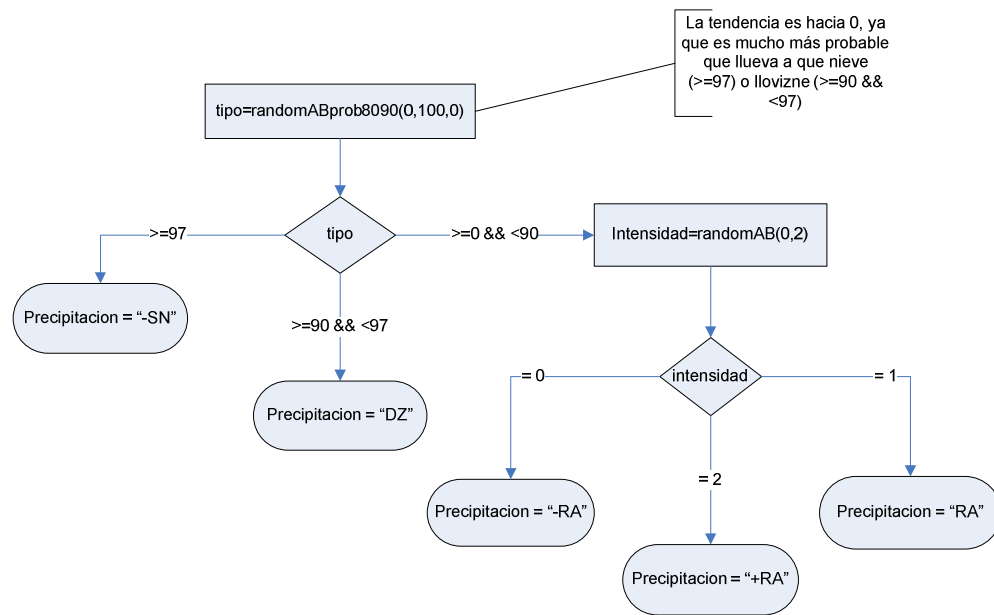 La tendencia es hacia 0, ya
que es mucho más probable
que llueva a que nieve
(>=97) o llovizne (>=90 &&
<97)
tipo=randomABprob8090(0,100,0)
>=97
tipo
>=0 && <90
Intensidad=randomAB(0,2)
Precipitacion = “-SN”
>=90 && <97
= 0
intensidad
= 1
Precipitacion = “DZ”
= 2
Precipitacion = “-RA”
Precipitacion = “RA”
Precipitacion = “+RA”